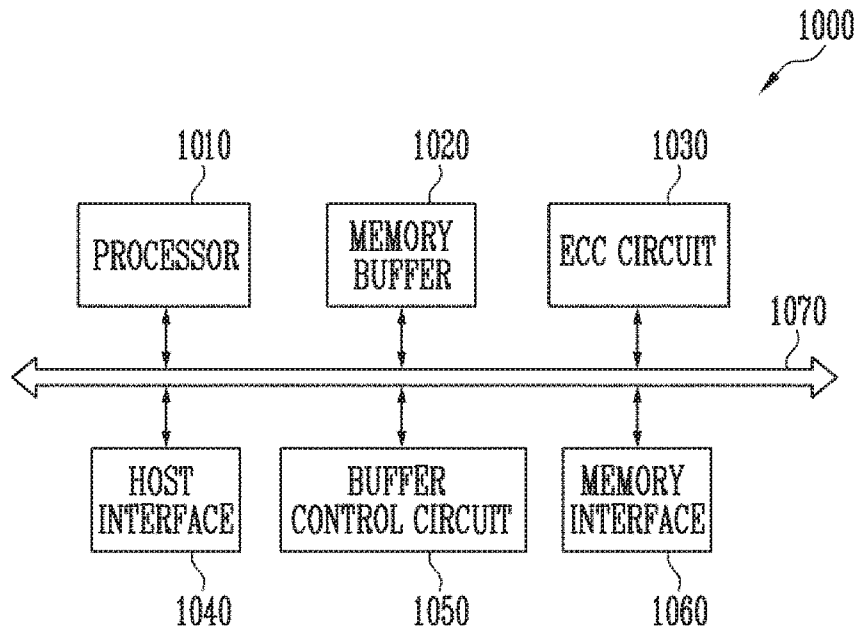 1000
1010
1020
1030
PROCESSOR
MEMORY
BUFFER
ECC CIRCUIT
1070
HOST
INTERFACE
BUFFER
CONTROL CIRCUIT
MEMORY
INTERFACE
1040
1050
1060